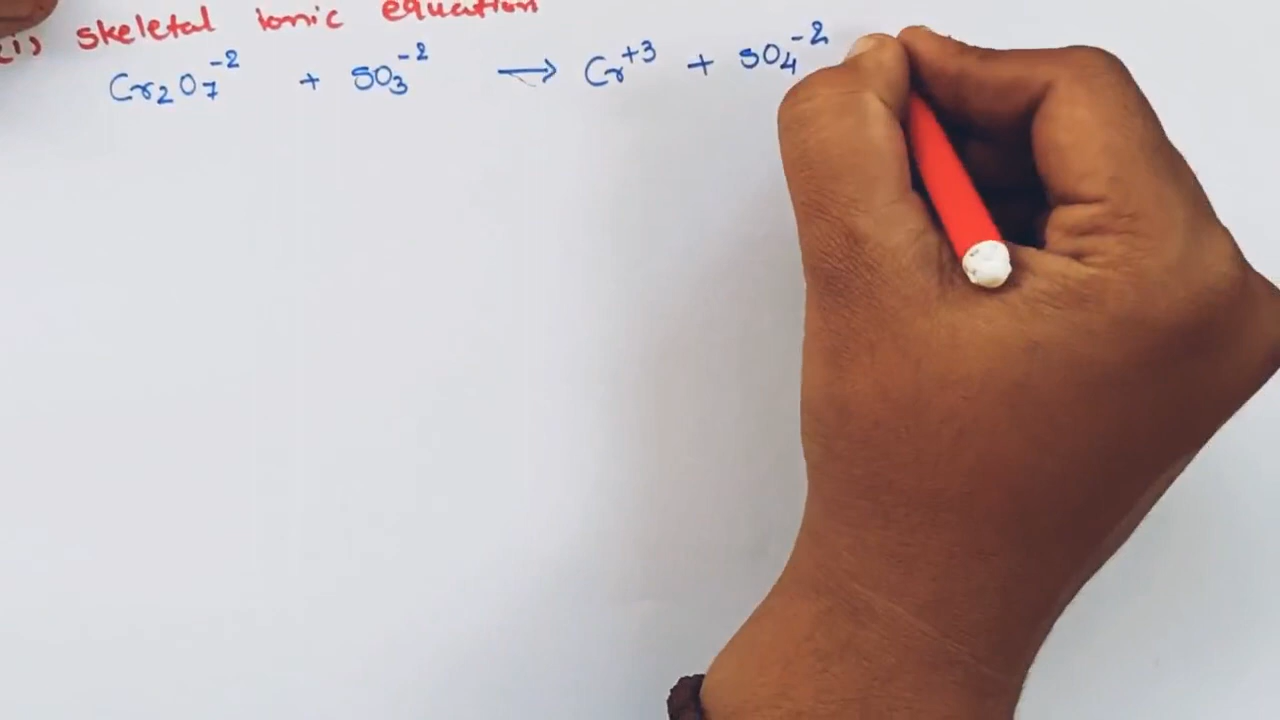 (i) skeletal ionic equation
Cr₂O₇⁻² + SO₃⁻² → Cr⁺³ + SO₄⁻²